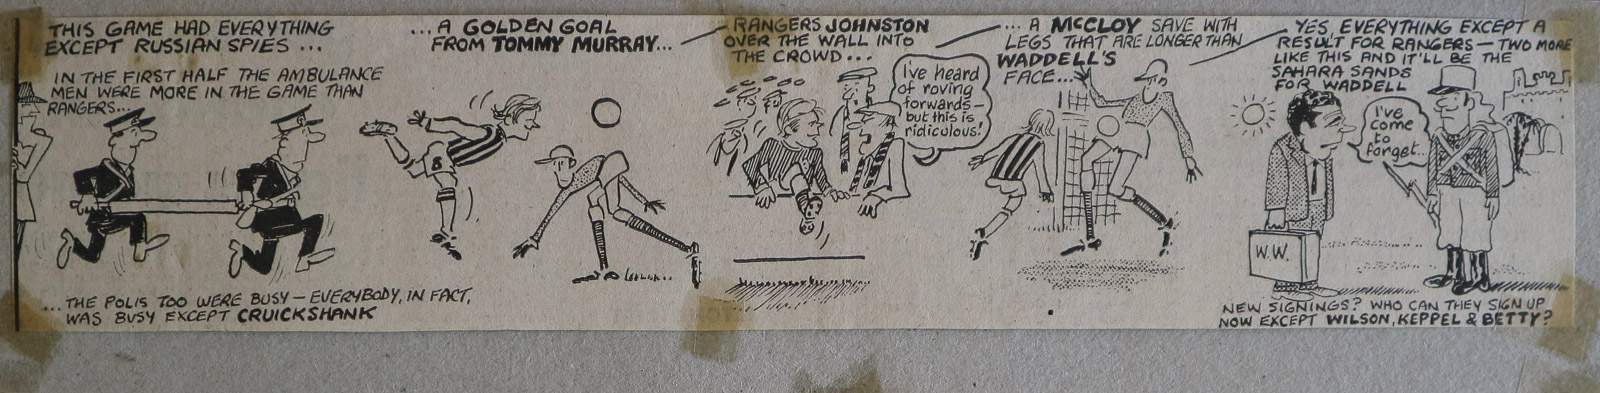 THIS GAME HAD EVERYTHING
EXCEPT RUSSIAN SPIES ...
IN THE FIRST HALF THE AMBULANCE
MEN WERE MORE IN THE GAME THAN
RANGERS...
...THE POLIS TOO WERE BUSY — EVERYBODY, IN FACT,
WAS BUSY EXCEPT CRUICKSHANK
...A GOLDEN GOAL
FROM TOMMY MURRAY...
8
RANGERS JOHNSTON
OVER THE WALL INTO
THE CROWD...
I've heard
of roving
forwards—
but this is
ridiculous!
... A McCLOY SAVE WITH
LEGS THAT ARE LONGER THAN
WADDELL'S
FACE...
YES, EVERYTHING EXCEPT A
RESULT FOR RANGERS — TWO MORE
LIKE THIS AND IT'LL BE THE
SAHARA SANDS
FOR WADDELL
I've
come
to
forget...
W.W.
NEW SIGNINGS? WHO CAN THEY SIGN UP
NOW EXCEPT WILSON, KEPPEL & BETTY?